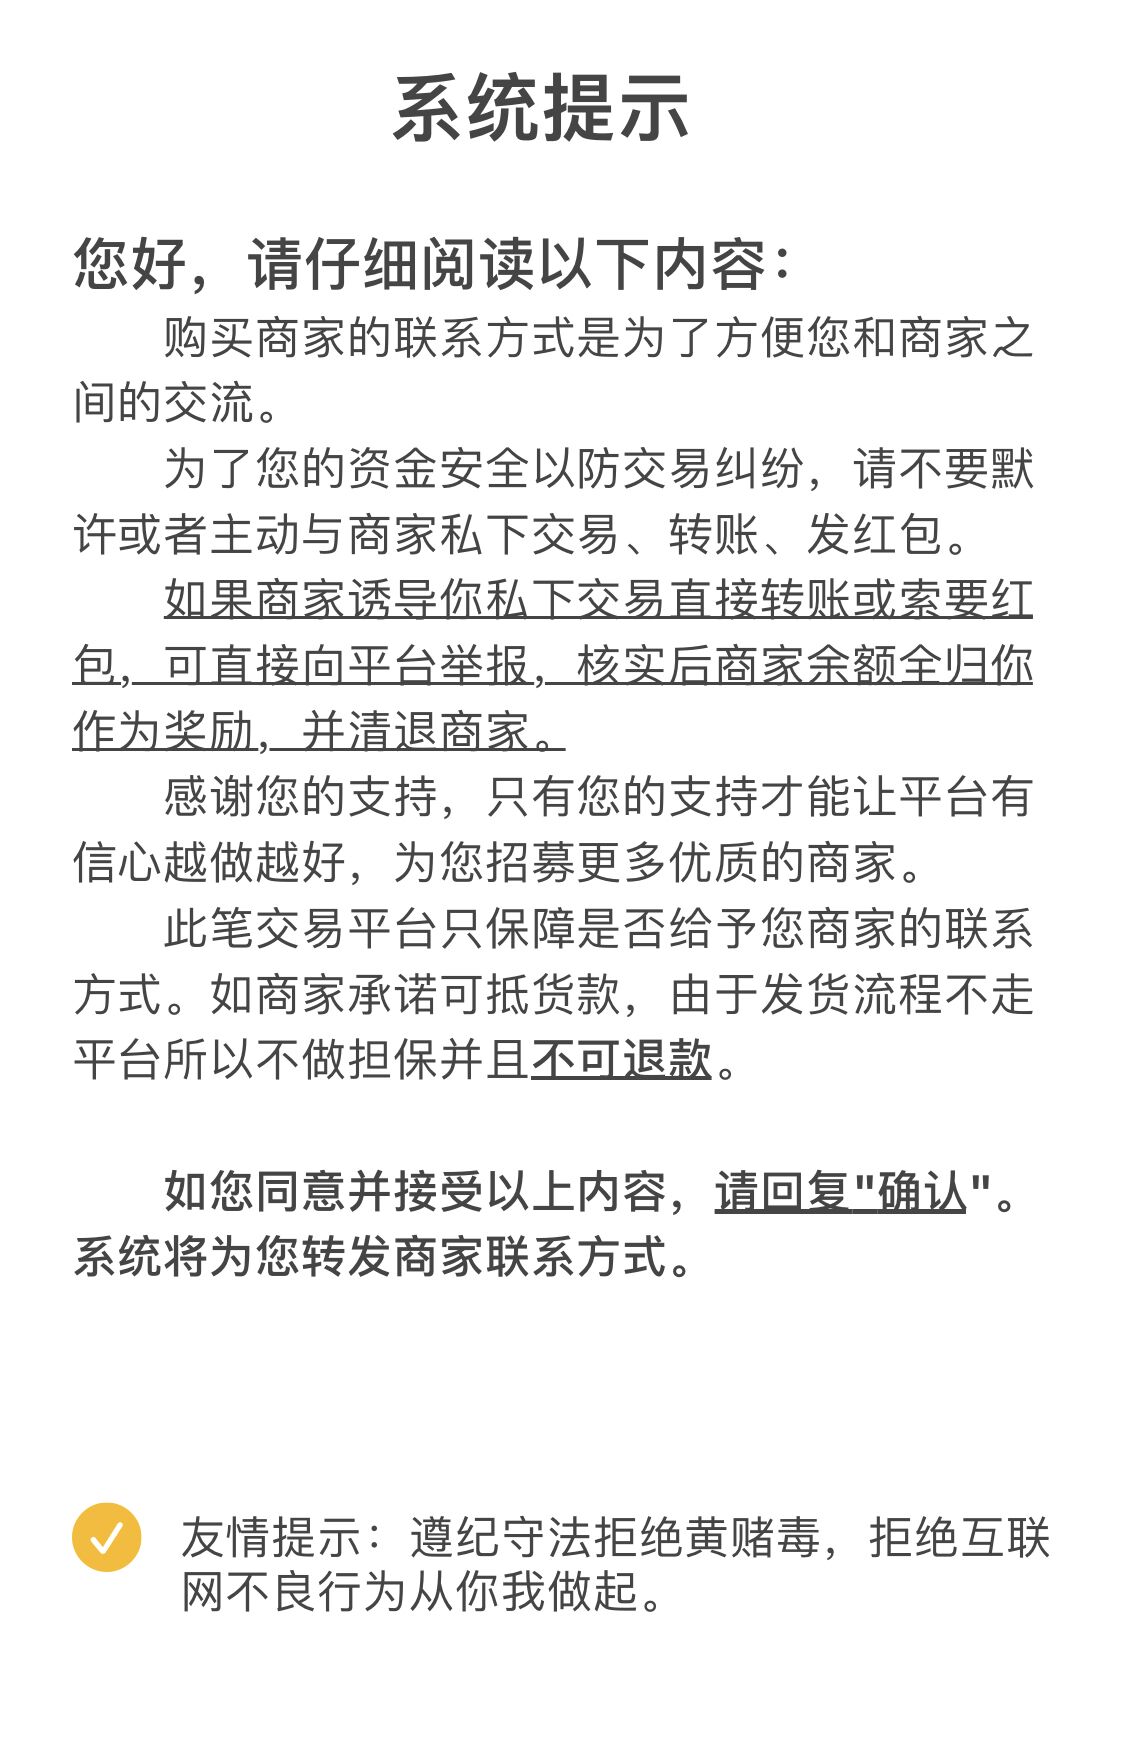 系统提示
您好，请仔细阅读以下内容：
购买商家的联系方式是为了方便您和商家之
间的交流。
为了您的资金安全以防交易纠纷，请不要默
许或者主动与商家私下交易、转账、发红包。
如果商家诱导你私下交易直接转账或索要红
包，可直接向平台举报，核实后商家余额全归你
作为奖励，并清退商家。
感谢您的支持，只有您的支持才能让平台有
信心越做越好，为您招募更多优质的商家。
此笔交易平台只保障是否给予您商家的联系
方式。如商家承诺可抵货款，由于发货流程不走
平台所以不做担保并且不可退款。
如您同意并接受以上内容，请回复"确认"。
系统将为您转发商家联系方式。
友情提示：遵纪守法拒绝黄赌毒，拒绝互联
网不良行为从你我做起。